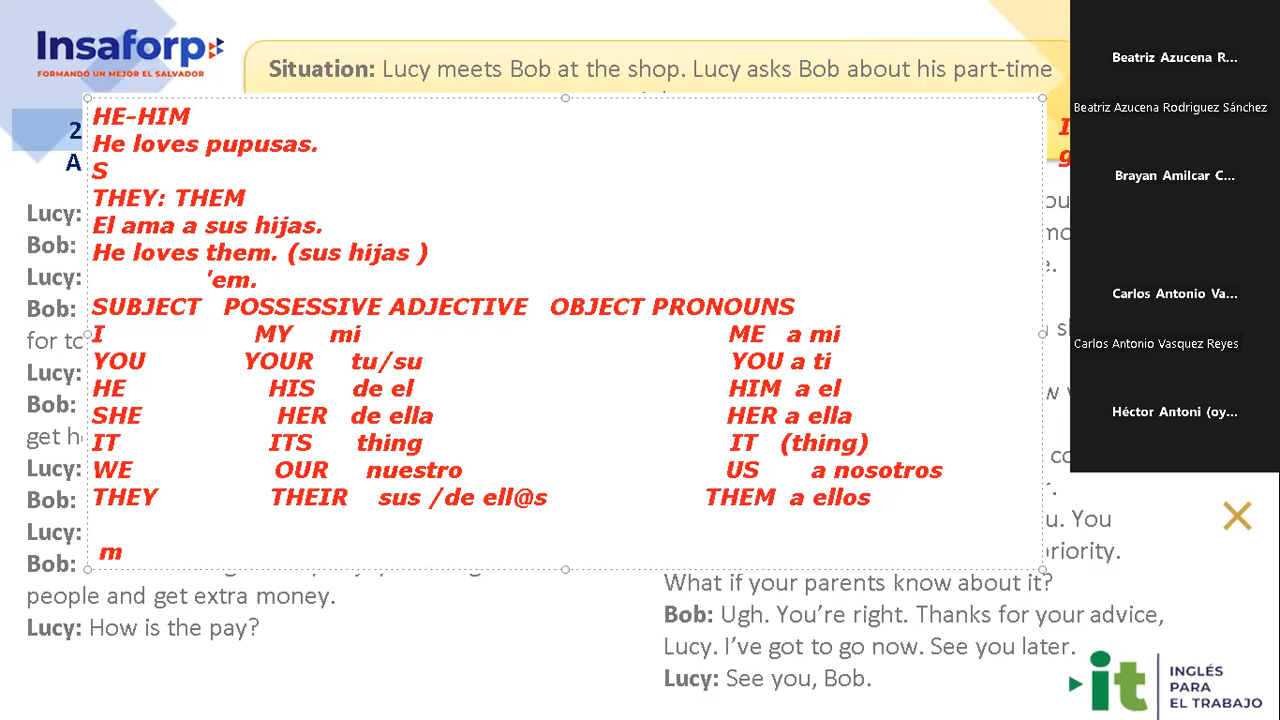 Insaforp
FORMANDO UN MEJOR EL SALVADOR
Situation: Lucy meets Bob at the shop. Lucy asks Bob about his part-time
2
A
HE-HIM
He loves pupusas.
S
THEY: THEM
El ama a sus hijas.
He loves them. (sus hijas )
'em.
SUBJECT POSSESSIVE ADJECTIVE OBJECT PRONOUNS
I MY mi ME a mi
YOU YOUR tu/su YOU a ti
HE HIS de el HIM a el
SHE HER de ella HER a ella
IT ITS thing IT (thing)
WE OUR nuestro US a nosotros
THEY THEIR sus /de ell@s THEM a ellos
m
Lucy:
Bob:
Lucy:
Bob:
for to
Lucy:
Bob:
get h
Lucy:
Bob:
Lucy:
Bob:
people and get extra money.
Lucy: How is the pay?
u. You
riority.
What if your parents know about it?
Bob: Ugh. You're right. Thanks for your advice,
Lucy. I've got to go now. See you later.
Lucy: See you, Bob.
Beatriz Azucena R...
Beatriz Azucena Rodriguez Sánchez
Brayan Amilcar C...
Carlos Antonio Va...
Carlos Antonio Vasquez Reyes
Héctor Antoni (oy...
it
INGLÉS
PARA
EL TRABAJO